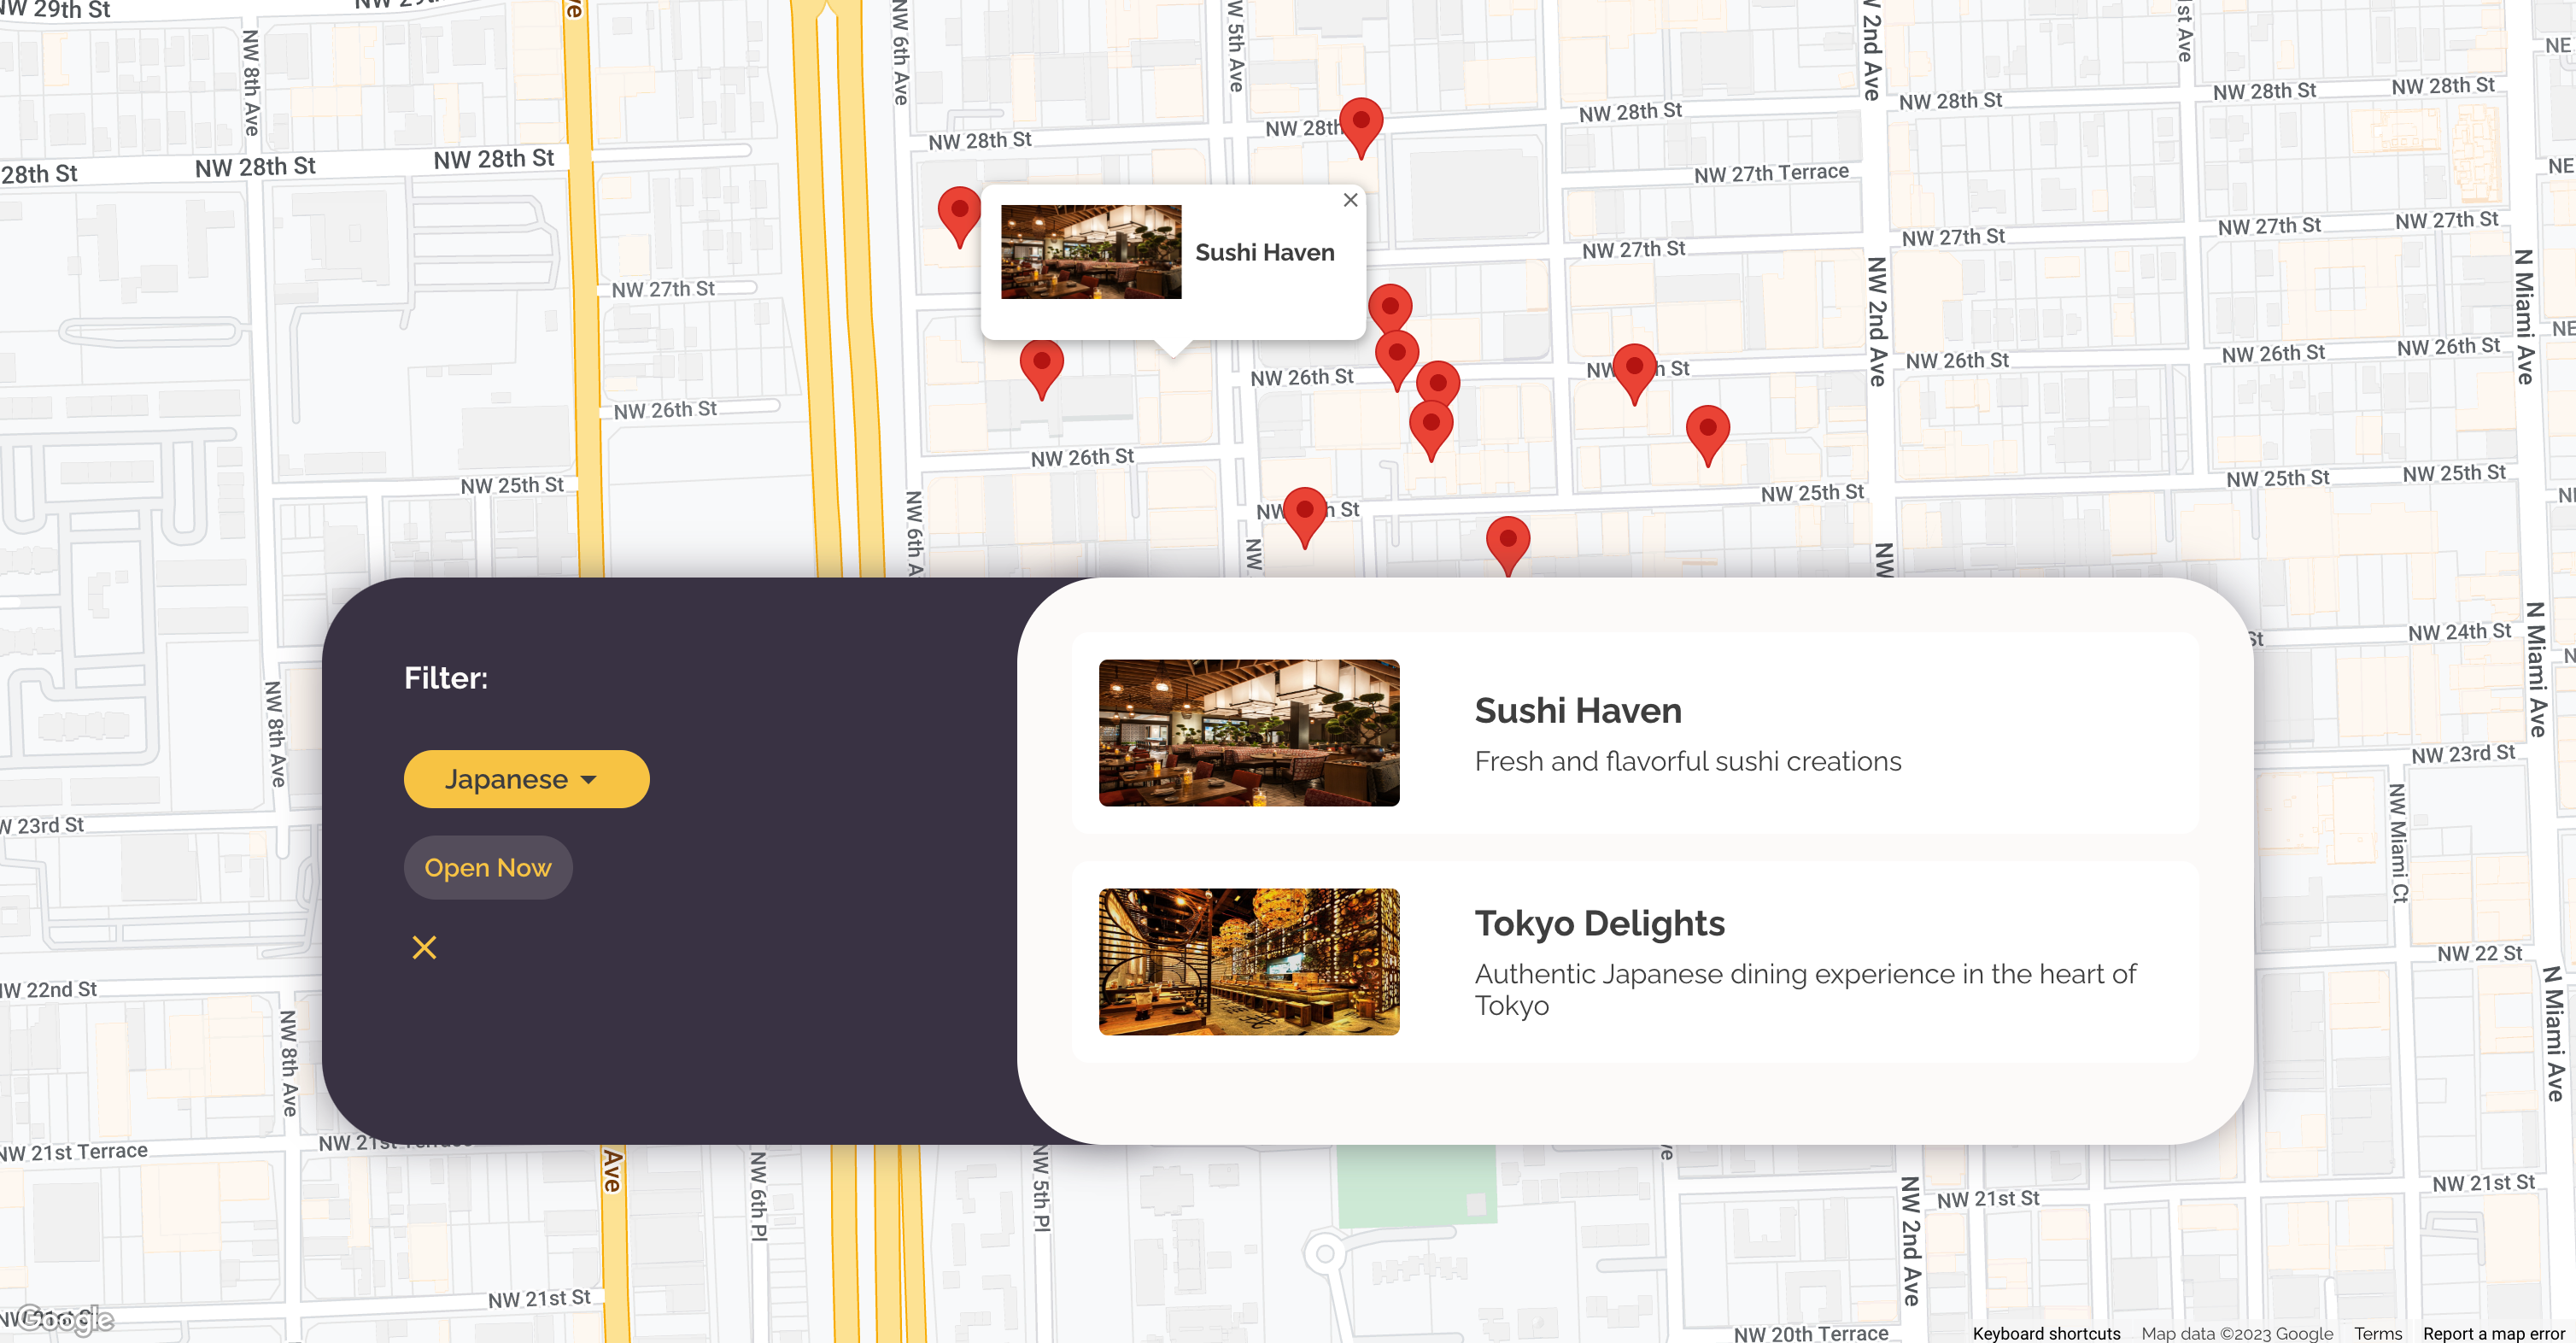 NW 29th St
NW 8th Ave
NW 6th Ave
W 5th Ave
2nd Ave
1st Ave
NE
28th St
NW 28th St
NW 28th St
NW 28th St
NW 28th
NW 28th St
NW 28th St
NW 28th St
NW 28th St
NW 27th Terrace
NE
NW 27th St
NW 27th St
NW 27th St
NW 27th St
NW 27th St
Sushi Haven
NW 2nd Ave
N Miami Ave
NW 26th St
NW 26th St
NW 26th St
NW 26th St
NW 26th St
NW 26th St
NW 25th St
NW 25th St
NW 25th St
NW 25th St
NW 6th A
NW
NW
N Miami Ave
St
NW 24th St
Filter:
Japanese
Open Now
Sushi Haven
Fresh and flavorful sushi creations
Tokyo Delights
Authentic Japanese dining experience in the heart of
Tokyo
NW 8th Ave
NW 23rd St
W 23rd St
NW Miami Ct
NW 22 St
NW 22nd St
NW 8th Ave
N Miami Ave
NW 21st Terrace
NW 21st Terrace
Ave
NW 6th Pl
NW 5th Pl
ve
NW 2nd Ave
NW 21st St
NW 21st St
NW 21st St
NW 21st St
Google
NW 20th Terrace
Keyboard shortcuts
Map data ©2023 Google
Terms
Report a map error